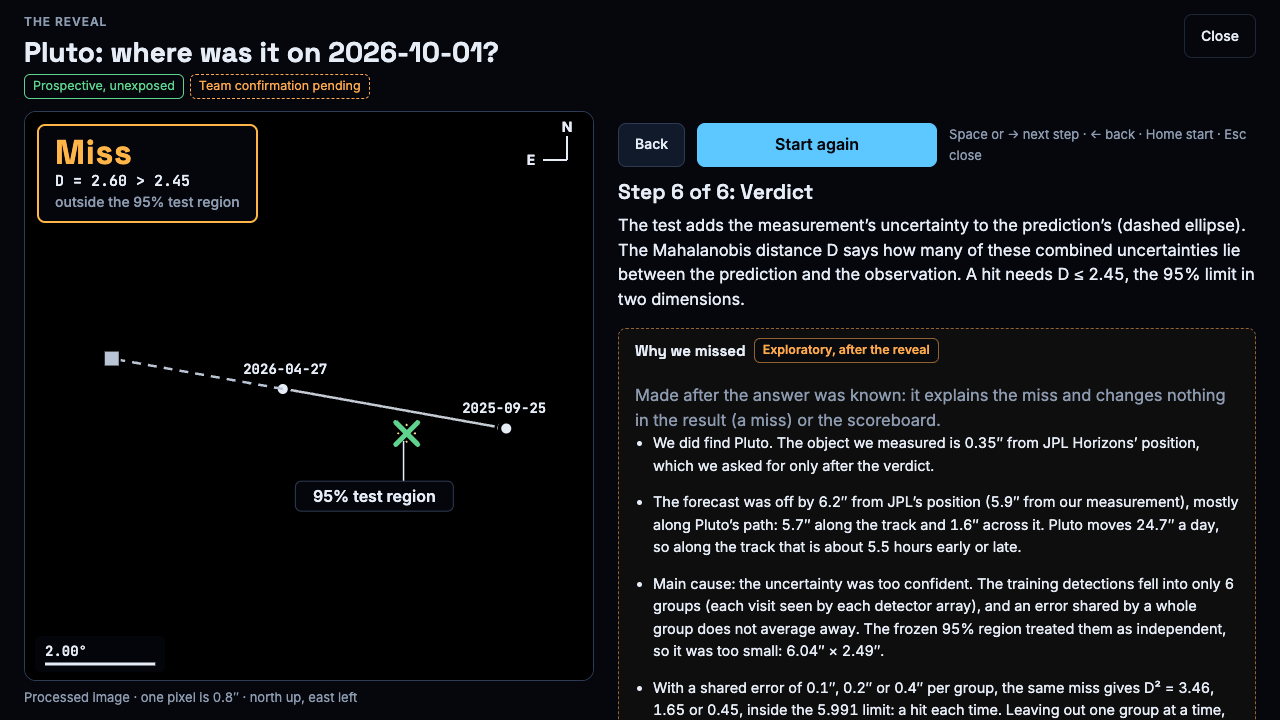 THE REVEAL
Pluto: where was it on 2026-10-01?
Prospective, unexposed
Team confirmation pending
Close
Miss
D = 2.60 > 2.45
outside the 95% test region
N
E
2026-04-27
2025-09-25
95% test region
2.00°
Processed image · one pixel is 0.8″ · north up, east left
Back
Start again
Space or → next step · ← back · Home start · Esc
close
Step 6 of 6: Verdict
The test adds the measurement’s uncertainty to the prediction’s (dashed ellipse).
The Mahalanobis distance D says how many of these combined uncertainties lie
between the prediction and the observation. A hit needs D ≤ 2.45, the 95% limit in
two dimensions.
Why we missed
Exploratory, after the reveal
Made after the answer was known: it explains the miss and changes nothing
in the result (a miss) or the scoreboard.
• We did find Pluto. The object we measured is 0.35″ from JPL Horizons’ position,
which we asked for only after the verdict.
• The forecast was off by 6.2″ from JPL’s position (5.9″ from our measurement), mostly
along Pluto’s path: 5.7″ along the track and 1.6″ across it. Pluto moves 24.7″ a day,
so along the track that is about 5.5 hours early or late.
• Main cause: the uncertainty was too confident. The training detections fell into only 6
groups (each visit seen by each detector array), and an error shared by a whole
group does not average away. The frozen 95% region treated them as independent,
so it was too small: 6.04″ × 2.49″.
• With a shared error of 0.1″, 0.2″ or 0.4″ per group, the same miss gives D² = 3.46,
1.65 or 0.45, inside the 5.991 limit: a hit each time. Leaving out one group at a time,